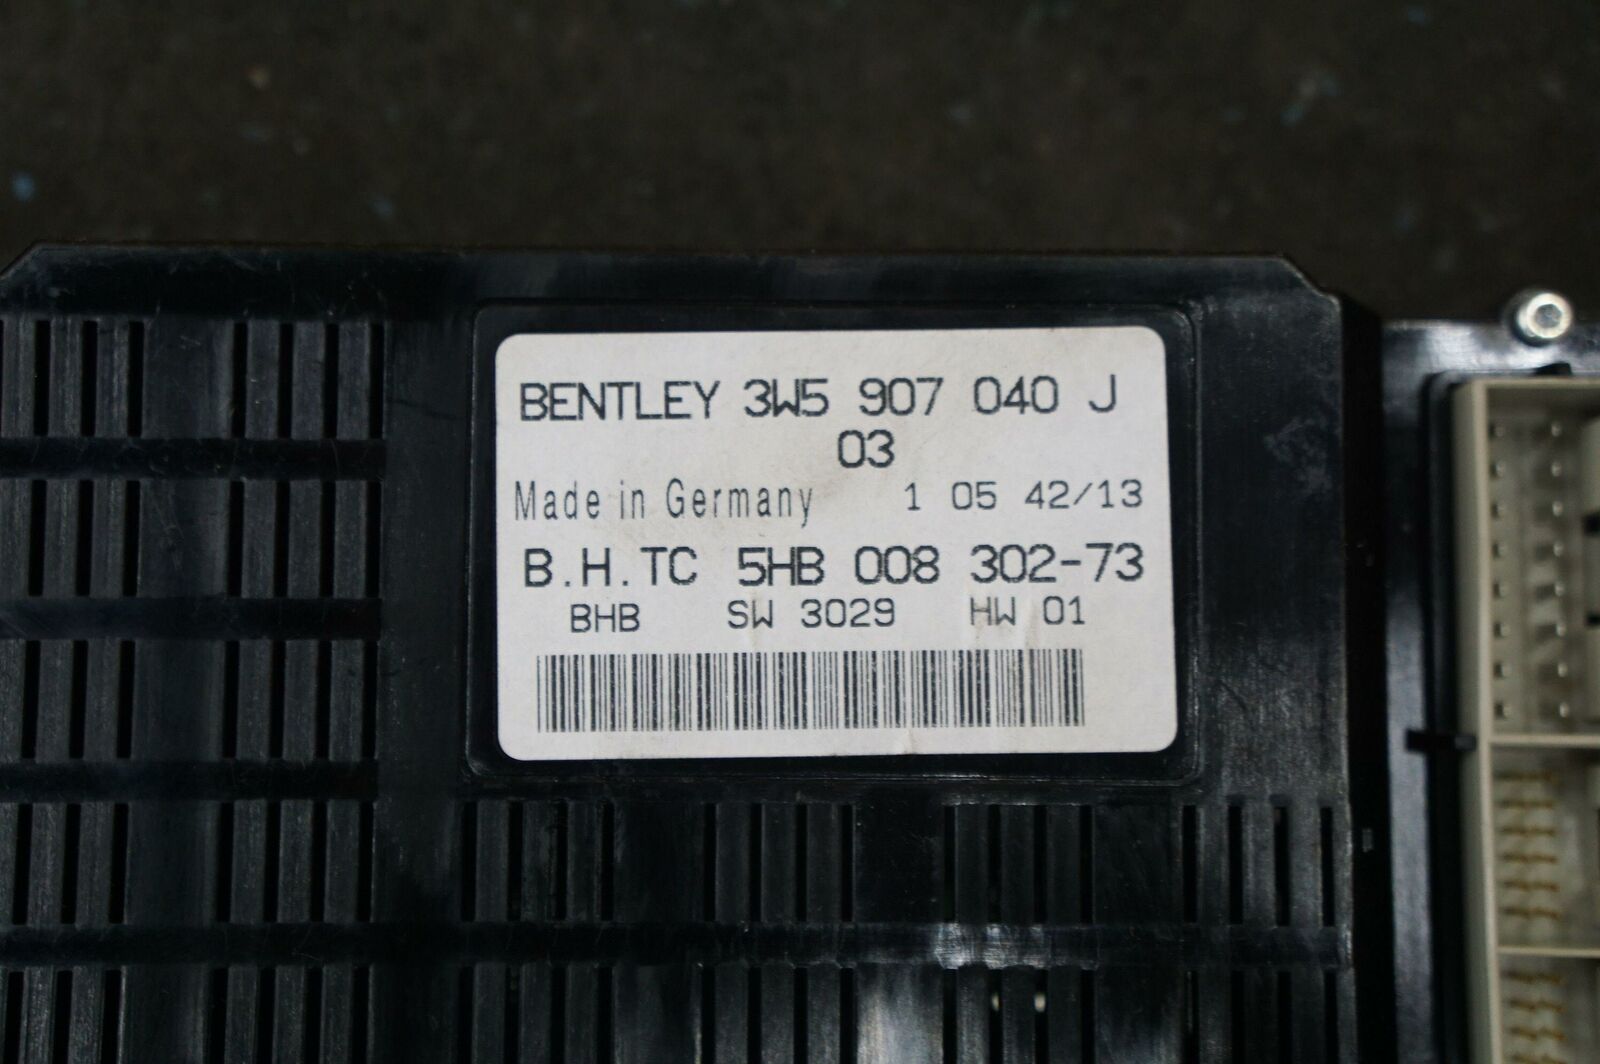 BENTLEY 3W5 907 040 J
03
Made in Germany 1 05 42/13
B.H.TC 5HB 008 302-73
BHB SW 3029 HW 01